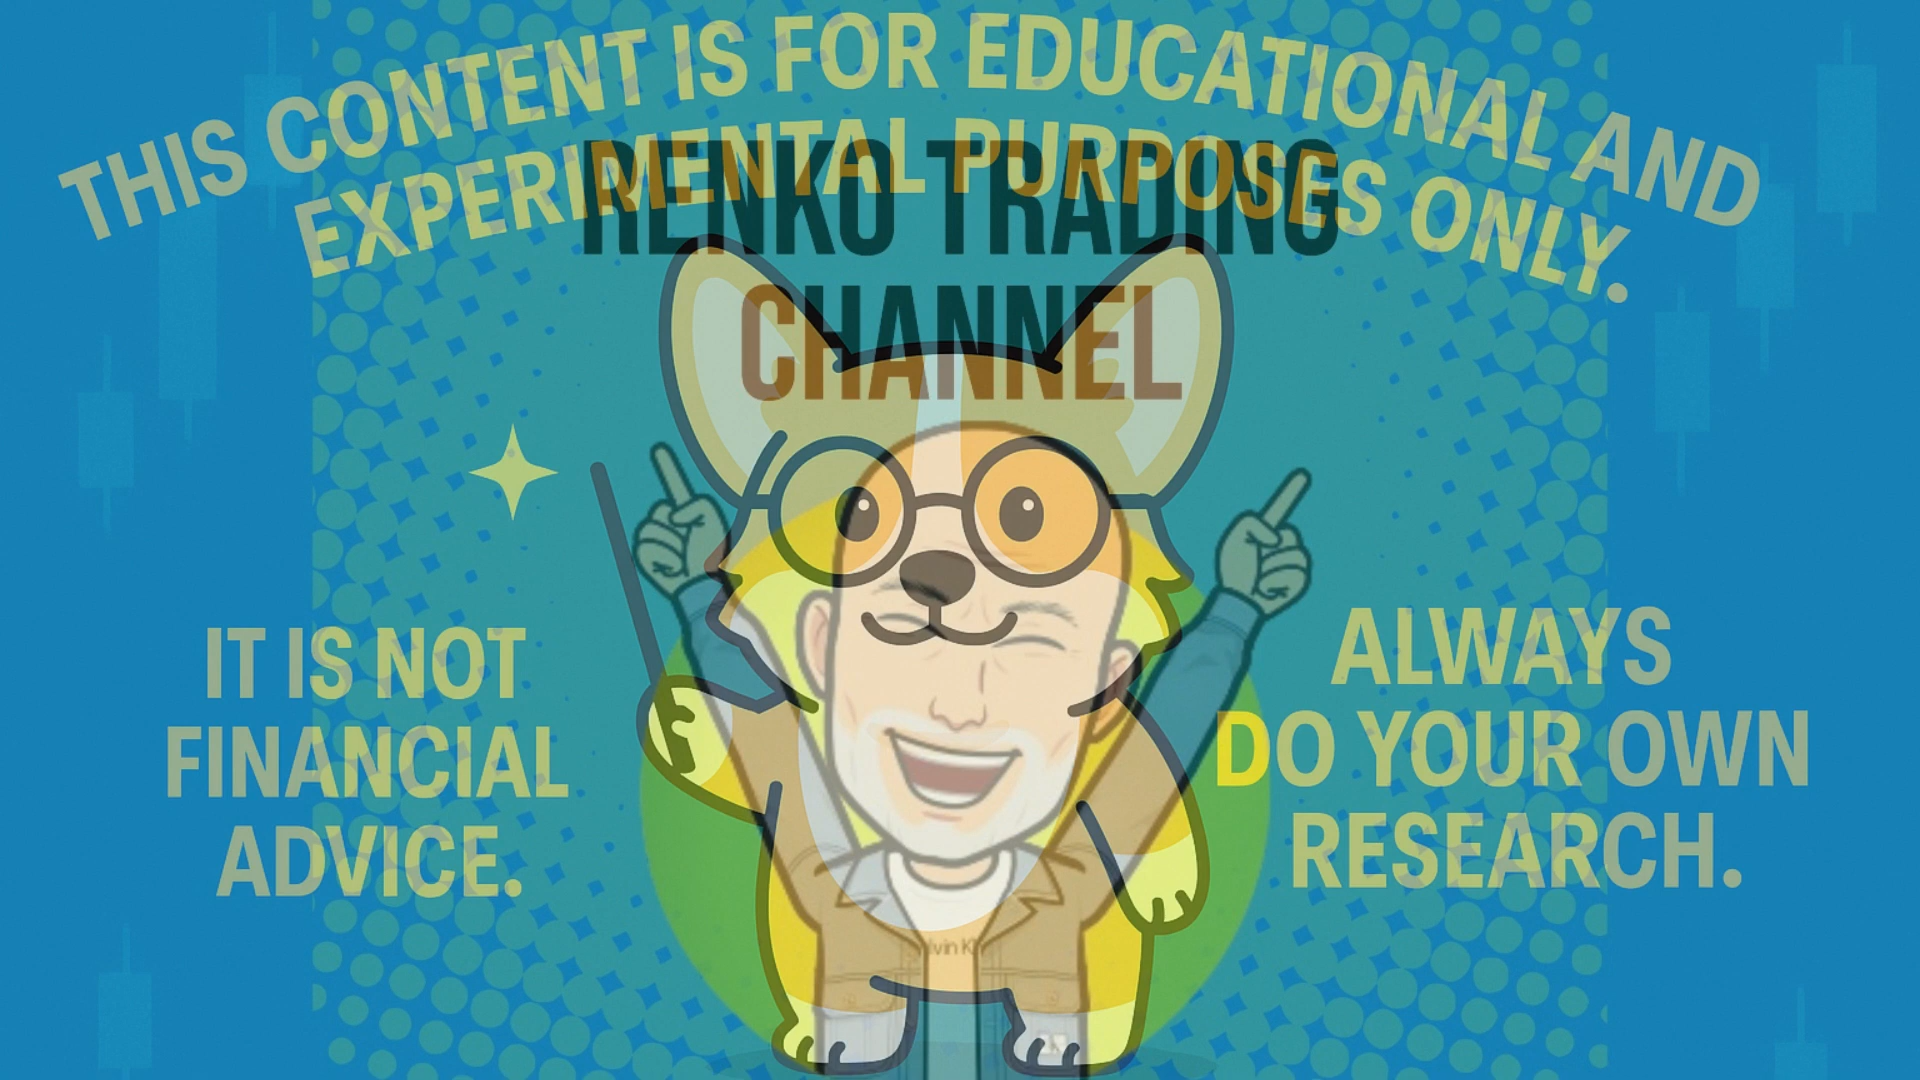 THIS CONTENT IS FOR EDUCATIONAL AND
EXPERIMENTAL PURPOSES ONLY.
RENKO TRADING
CHANNEL
IT IS NOT
FINANCIAL
ADVICE.
ALWAYS
DO YOUR OWN
RESEARCH.